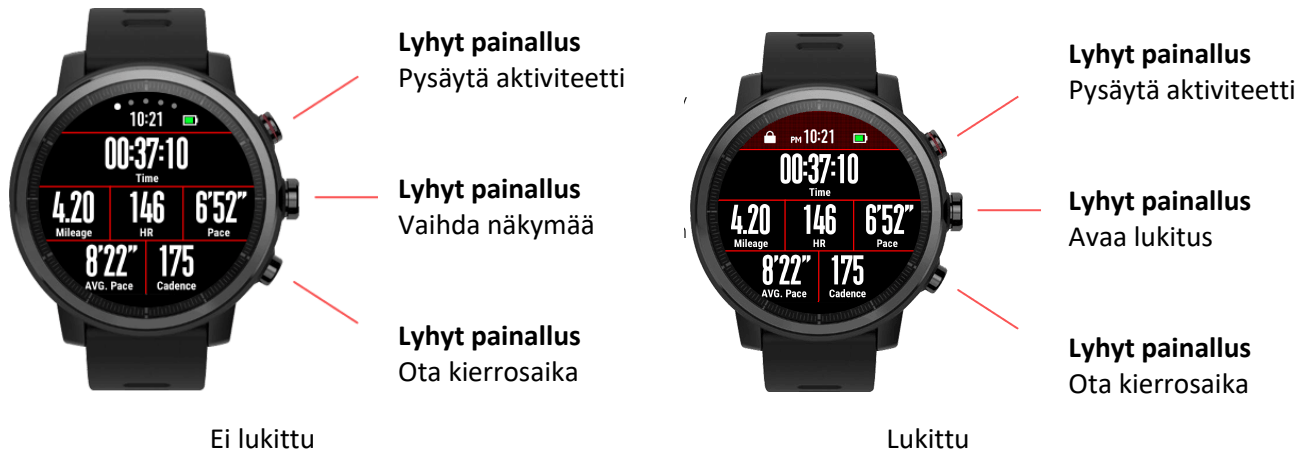 10:21
00:37:10
Time
4.20 146 6’52”
Mileage HR Pace
8’22” 175
AVG. Pace Cadence
Lyhyt painallus
Pysäytä aktiviteetti
Lyhyt painallus
Vaihda näkymää
Lyhyt painallus
Ota kierrosaika
Ei lukittu
PM 10:21
00:37:10
Time
4.20 146 6’52”
Mileage HR Pace
8’22” 175
AVG. Pace Cadence
Lyhyt painallus
Pysäytä aktiviteetti
Lyhyt painallus
Avaa lukitus
Lyhyt painallus
Ota kierrosaika
Lukittu